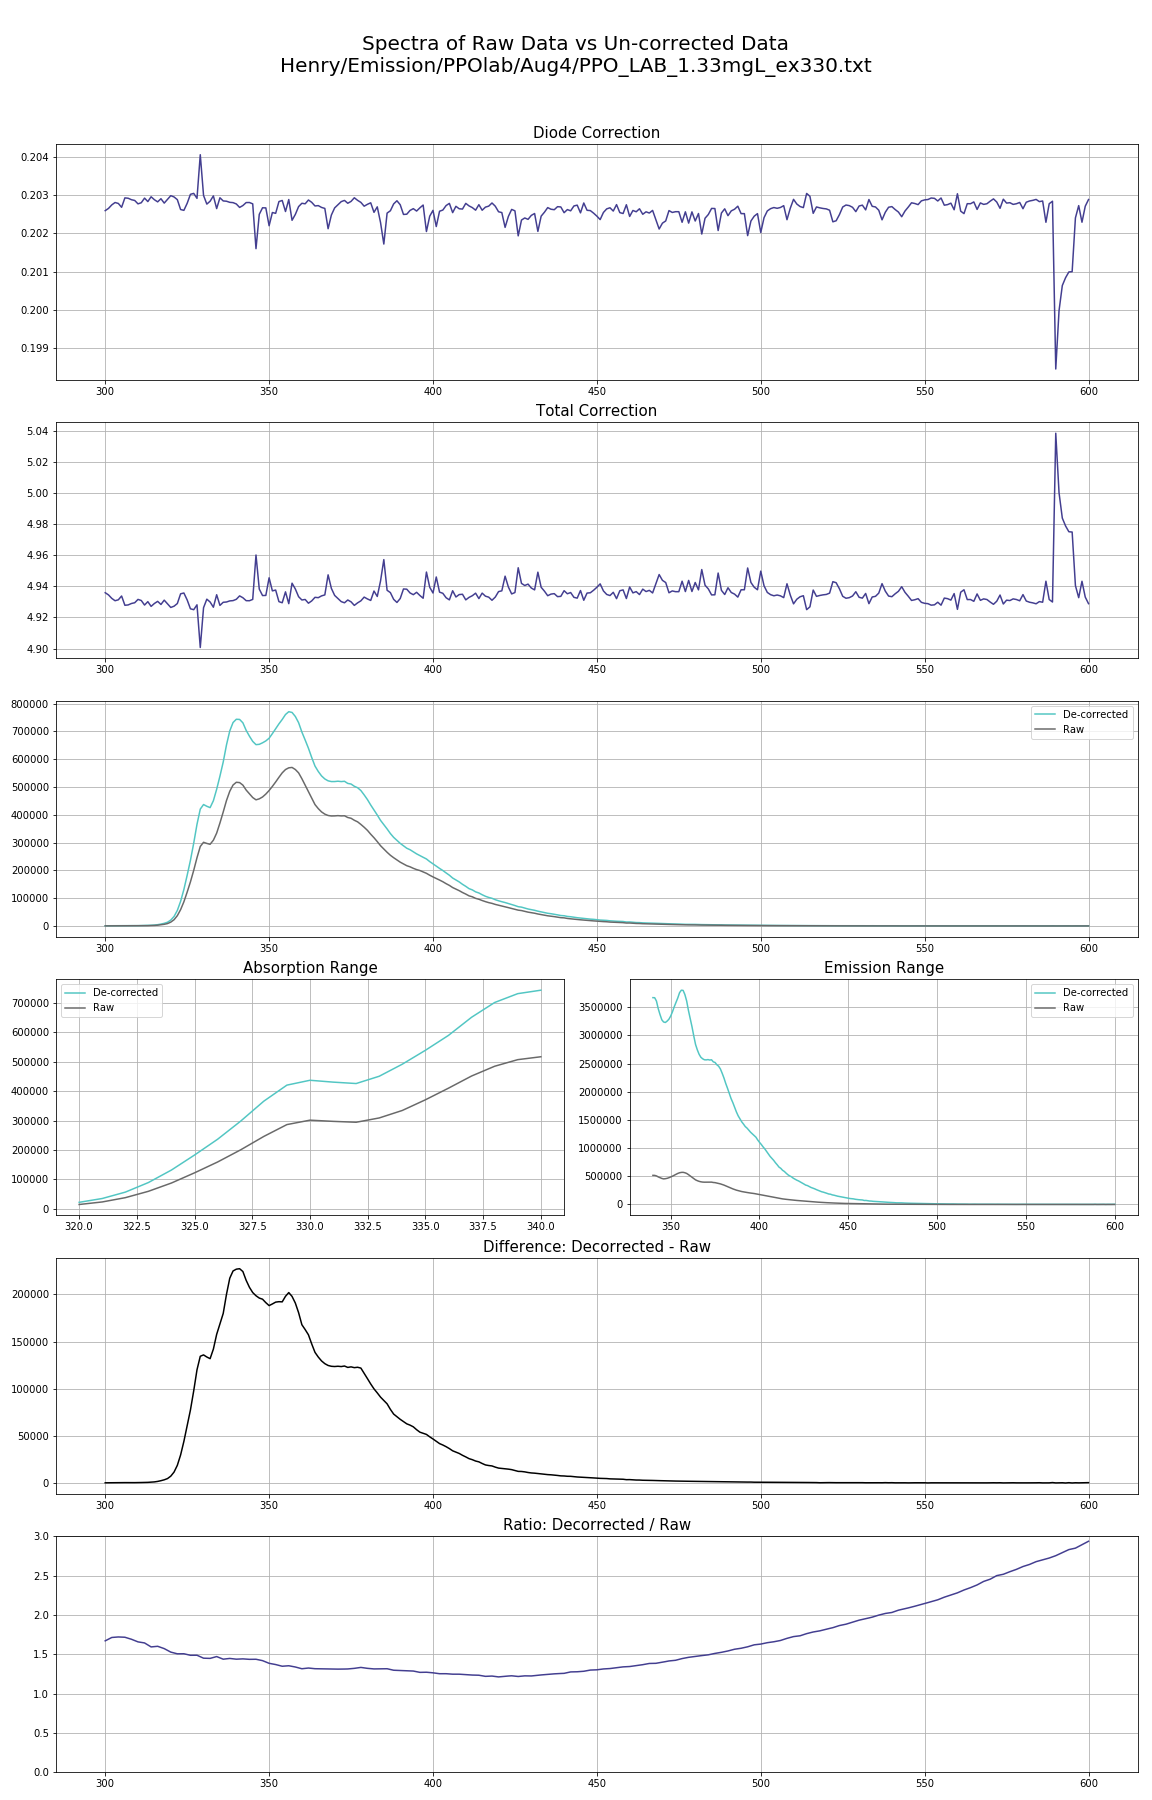 Spectra of Raw Data vs Un-corrected Data
Henry/Emission/PPOlab/Aug4/PPO_LAB_1.33mgL_ex330.txt
Diode Correction
0.204
0.203
0.202
0.201
0.200
0.199
300 350 400 450 500 550 600
Total Correction
5.04
5.02
5.00
4.98
4.96
4.94
4.92
4.90
300 350 400 450 500 550 600
800000
700000
600000
500000
400000
300000
200000
100000
0
De-corrected
Raw
300 350 400 450 500 550 600
Absorption Range
700000
600000
500000
400000
300000
200000
100000
0
De-corrected
Raw
320.0 322.5 325.0 327.5 330.0 332.5 335.0 337.5 340.0
Emission Range
3500000
3000000
2500000
2000000
1500000
1000000
500000
0
De-corrected
Raw
350 400 450 500 550 600
Difference: Decorrected - Raw
200000
150000
100000
50000
0
300 350 400 450 500 550 600
Ratio: Decorrected / Raw
3.0
2.5
2.0
1.5
1.0
0.5
0.0
300 350 400 450 500 550 600